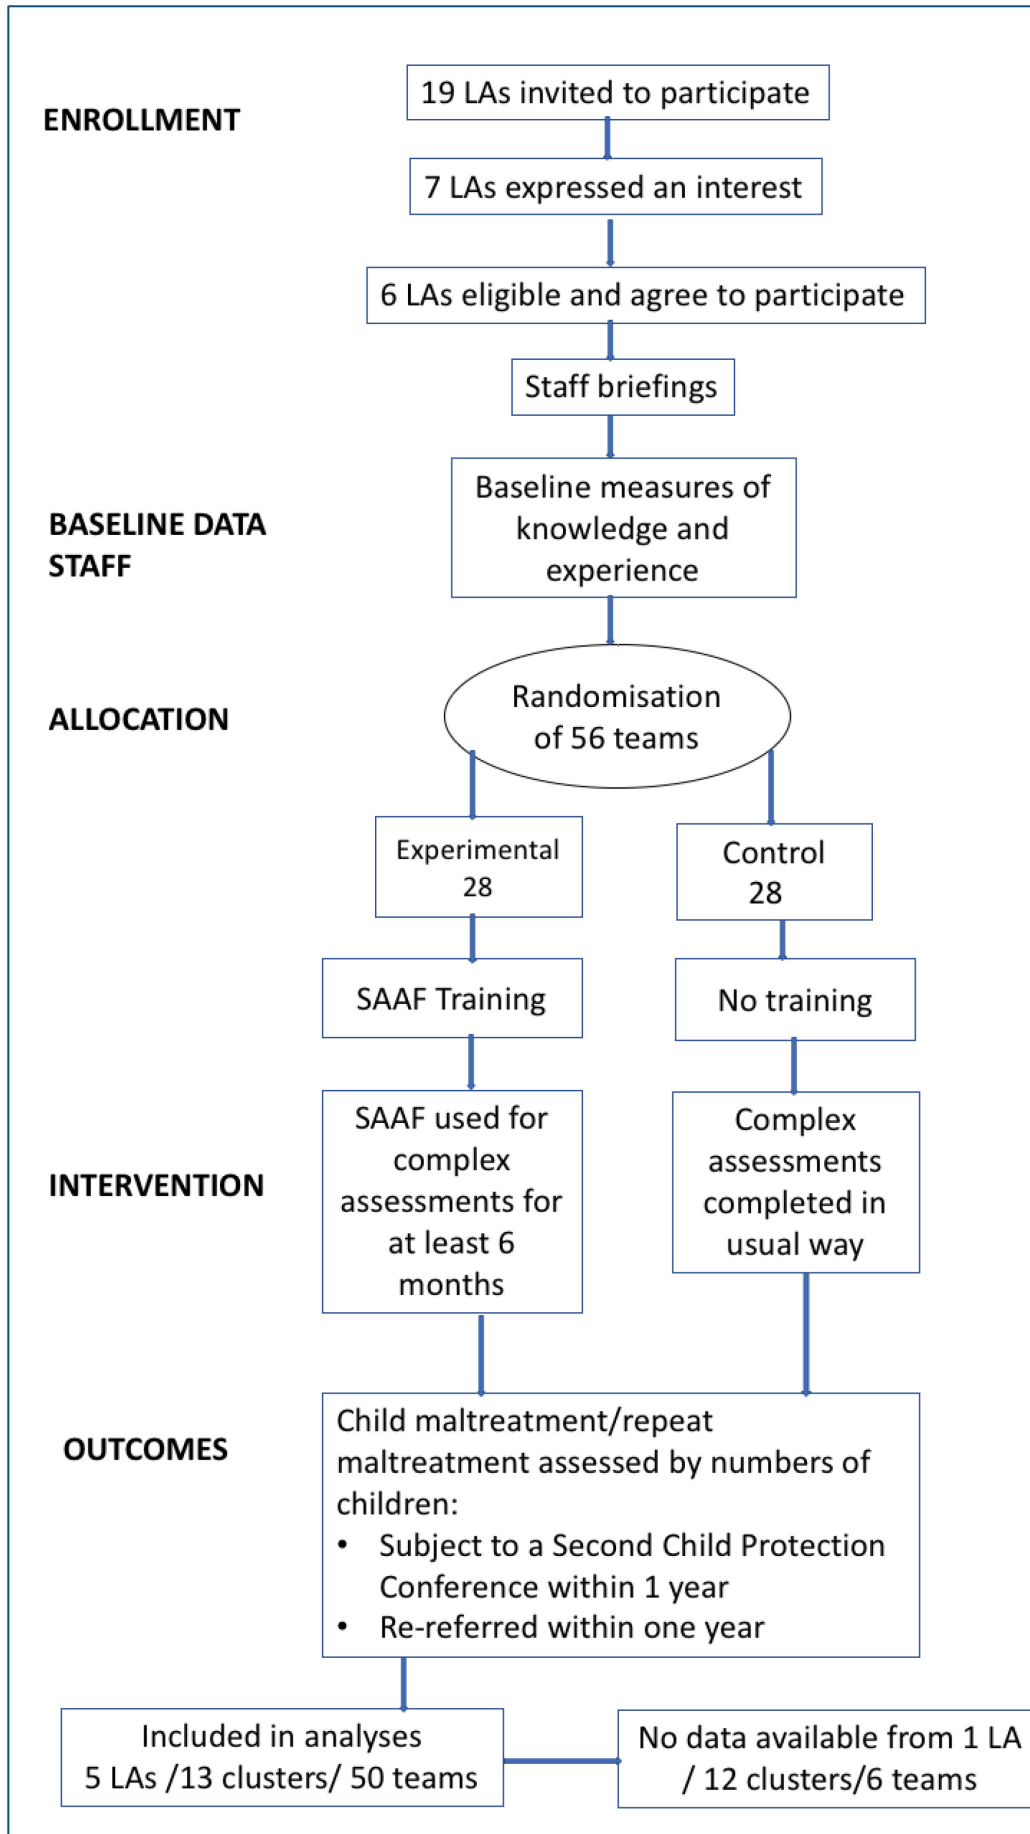 ENROLLMENT
19 LAs invited to participate
7 LAs expressed an interest
6 LAs eligible and agree to participate
Staff briefings
BASELINE DATA
STAFF
Baseline measures of
knowledge and
experience
ALLOCATION
Randomisation
of 56 teams
Experimental
28
Control
28
SAAF Training
No training
INTERVENTION
SAAF used for
complex
assessments for
at least 6
months
Complex
assessments
completed in
usual way
OUTCOMES
Child maltreatment/repeat
maltreatment assessed by numbers of
children:
• Subject to a Second Child Protection
Conference within 1 year
• Re-referred within one year
Included in analyses
5 LAs /13 clusters/ 50 teams
No data available from 1 LA
/ 12 clusters/6 teams